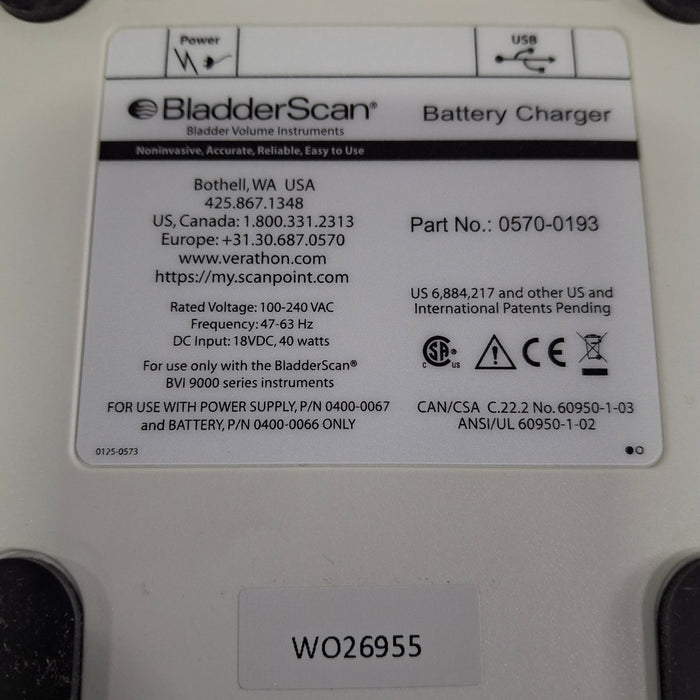 Power
USB
BladderScan®
Battery Charger
Bladder Volume Instruments
Noninvasive, Accurate, Reliable, Easy to Use
Bothell, WA USA
425.867.1348
US, Canada: 1.800.331.2313
Europe: +31.30.687.0570
www.verathon.com
https://my.scanpoint.com
Part No.: 0570-0193
Rated Voltage: 100-240 VAC
Frequency: 47-63 Hz
DC Input: 18VDC, 40 watts
US 6,884,217 and other US and
International Patents Pending
For use only with the BladderScan®
BVI 9000 series instruments
C SA US CE
FOR USE WITH POWER SUPPLY, P/N 0400-0067
and BATTERY, P/N 0400-0066 ONLY
CAN/CSA C.22.2 No. 60950-1-03
ANSI/UL 60950-1-02
0125-0573
WO26955